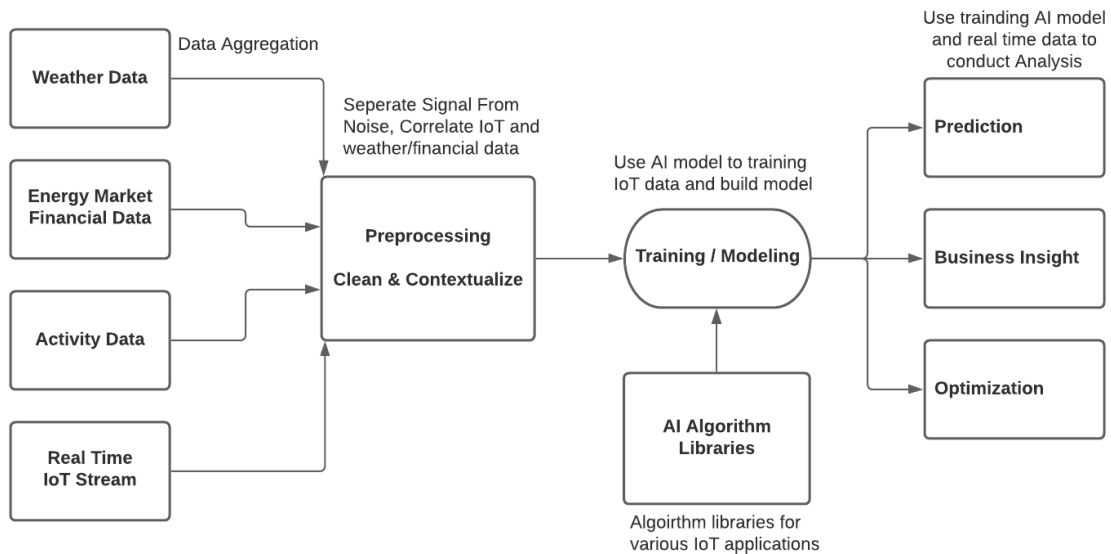 Data Aggregation
Weather Data
Energy Market
Financial Data
Activity Data
Real Time
IoT Stream
Seperate Signal From
Noise, Correlate IoT and
weather/financial data
Preprocessing
Clean & Contextualize
Use AI model to training
IoT data and build model
Training / Modeling
AI Algorithm
Libraries
Algoirthm libraries for
various IoT applications
Use trainding AI model
and real time data to
conduct Analysis
Prediction
Business Insight
Optimization